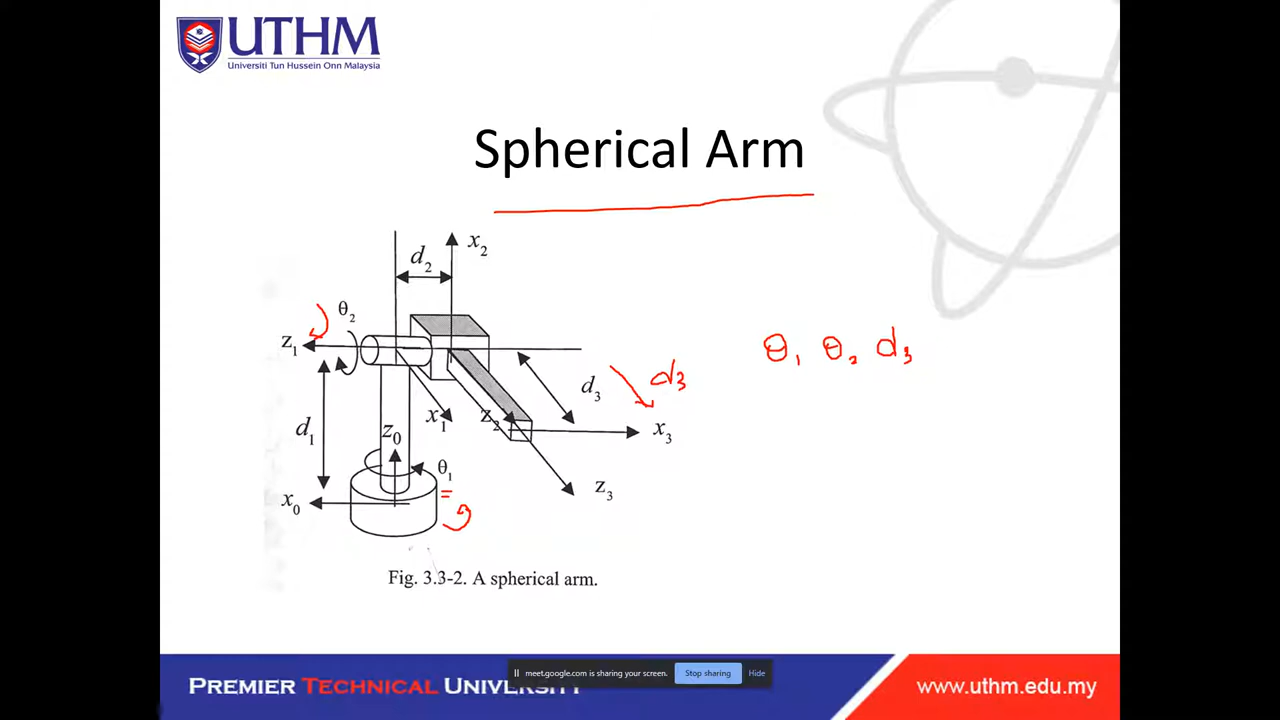 UTHM
Universiti Tun Hussein Onn Malaysia
Spherical Arm
x2
d2
θ2
z1
θ1 θ2 d3
d3
d3
x1
z2
x3
d1
z0
θ1
z3
x0
=
Fig. 3.3-2. A spherical arm.
meet.google.com is sharing your screen.
Stop sharing
Hide
PREMIER TECHNICAL UNIVERSITY
www.uthm.edu.my